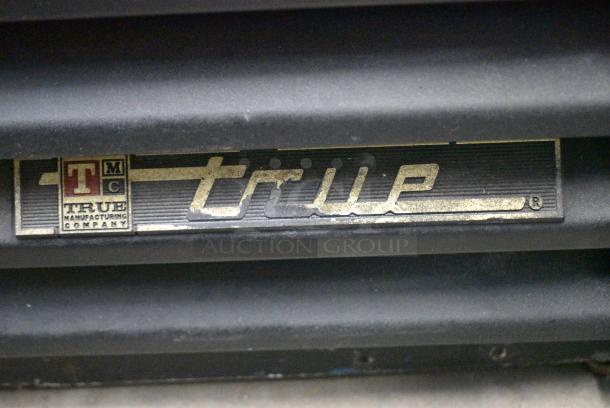 T M
C
TRUE
MANUFACTURING
COMPANY
true ®
AUCTION GROUP